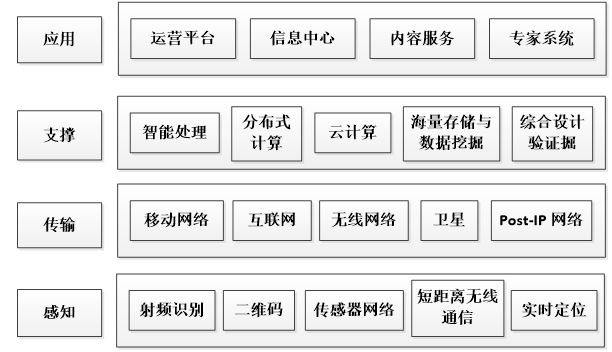 应用
运营平台
信息中心
内容服务
专家系统
支撑
智能处理
分布式
计算
云计算
海量存储与
数据挖掘
综合设计
验证掘
传输
移动网络
互联网
无线网络
卫星
Post-IP 网络
感知
射频识别
二维码
传感器网络
短距离无线
通信
实时定位